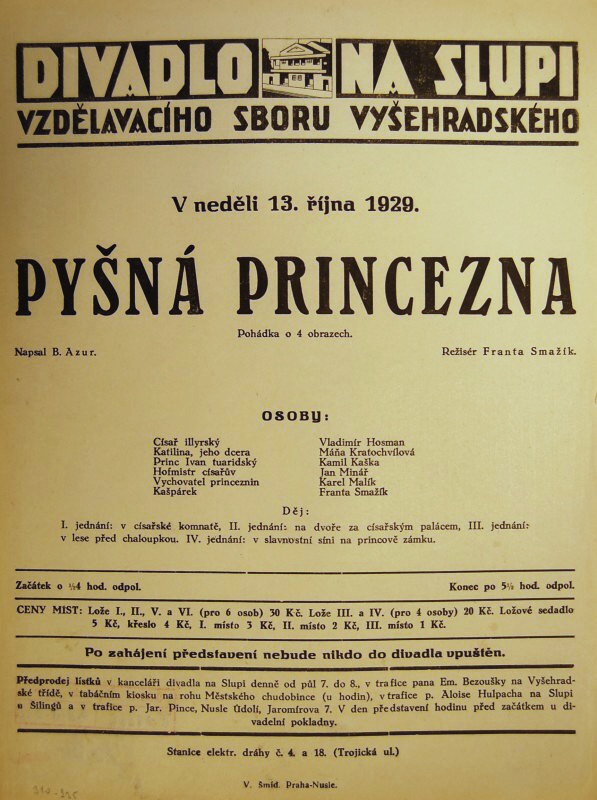 DIVADLO NA SLUPI
VZDĚLAVACÍHO SBORU VYŠEHRADSKÉHO
V neděli 13. října 1929.
PYŠNÁ PRINCEZNA
Pohádka o 4 obrazech.
Napsal B. Azur. Režisér Franta Smažík.
OSOBY:
Císař illyrský Vladimír Hosman
Katilina, jeho dcera Máňa Kratochvílová
Princ Ivan tuaridský Kamil Kaška
Hofmistr císařův Jan Minář
Vychovatel princeznin Karel Malík
Kašpárek Franta Smažík
Děj:
I. jednání: v císařské komnatě, II. jednání: na dvoře za císařským palácem, III. jednání:
v lese před chaloupkou. IV. jednání: v slavnostní síni na princově zámku.
Začátek o ¾4 hod. odpol. Konec po 5½ hod. odpol.
CENY MIST: Lože I., II., V. a VI. (pro 6 osob) 30 Kč. Lože III. a IV. (pro 4 osoby) 20 Kč. Ložové sedadlo
5 Kč, křeslo 4 Kč, I. místo 3 Kč, II. místo 2 Kč, III. místo 1 Kč.
Po zahájení představení nebude nikdo do divadla vpuštěn.
Předprodej lístků v kanceláři divadla na Slupi denně od půl 7. do 8., v trafice pana Em. Bezoušky na Vyšehrad-
ské třídě, v tabáčním kiosku na rohu Městského chudobince (u hodin), v trafice p. Aloise Hulpacha na Slupi
u Šilingů a v trafice p. Jar. Pince, Nusle Údolí, Jaromírova 7. V den představení hodinu před začátkem u di-
vadelní pokladny.
Stanice elektr. dráhy č. 4 a 18. (Trojická ul.)
V. Šmíd. Praha-Nusle.